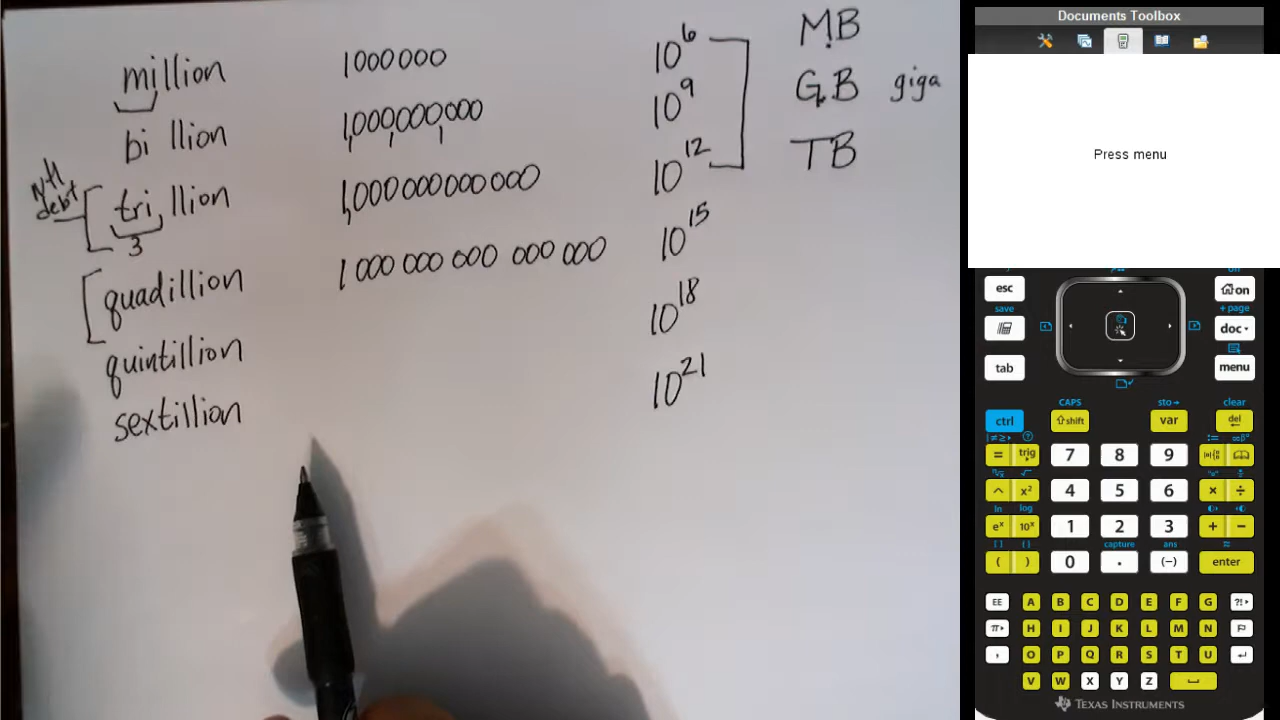 million 1000000 10^6 MB
billion 1,000,000,000 10^9 GB giga
Nt'l debt
trillion 1,000000000000 10^12 TB
3
quadillion 1 000 000 000 000 000 10^15
quintillion 10^18
sextillion 10^21
Documents Toolbox
Press menu
esc on
save + page
doc
tab menu
CAPS sto→ clear
ctrl shift var del
= trig 7 8 9
^ x² 4 5 6 × ÷
ln log
eˣ 10ˣ 1 2 3 + −
[ ] { } capture ans ≈
( ) 0 . (−) enter
EE A B C D E F G ?!▸
π▸ H I J K L M N
, O P Q R S T U ↵
V W X Y Z
TEXAS INSTRUMENTS